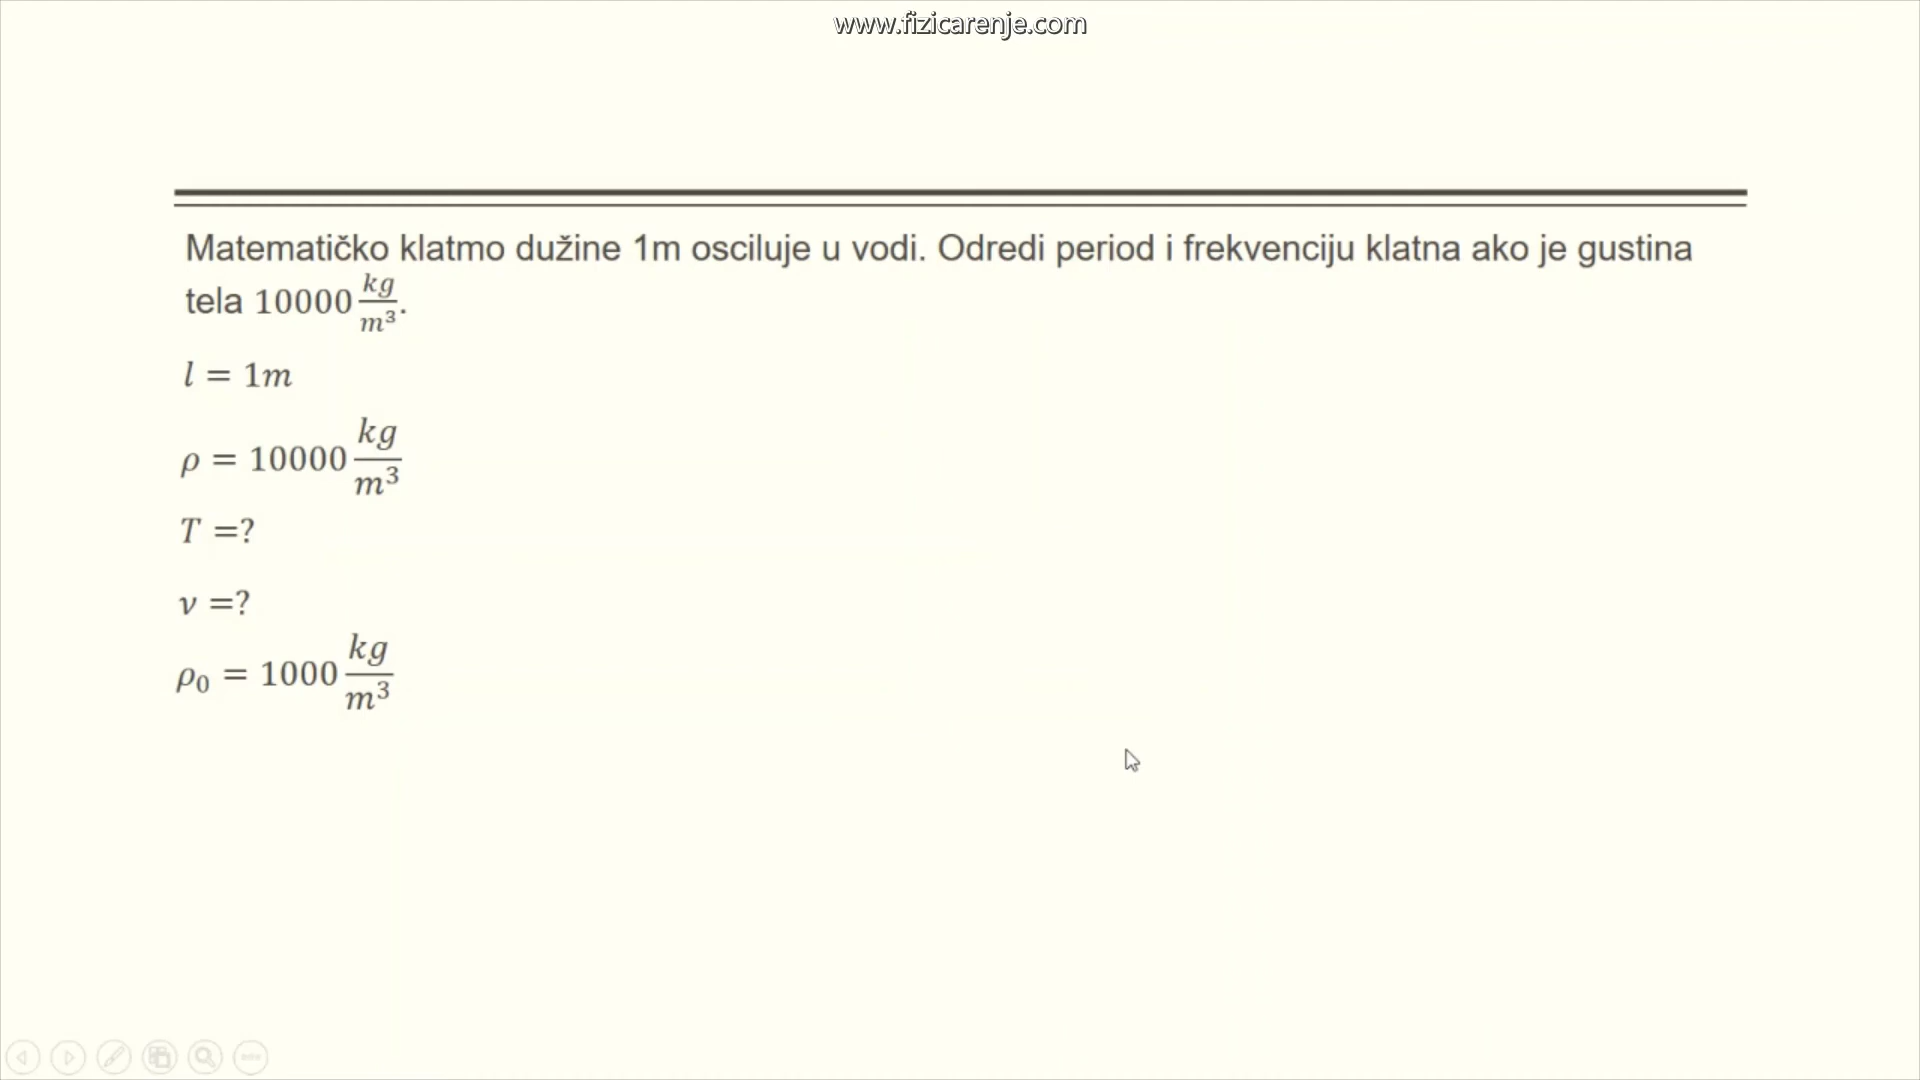 www.fizicarenje.com
Matematičko klatmo dužine 1m osciluje u vodi. Odredi period i frekvenciju klatna ako je gustina
tela 10000 kg/m³.
l = 1m
ρ = 10000 kg/m³
T =?
ν =?
ρ₀ = 1000 kg/m³